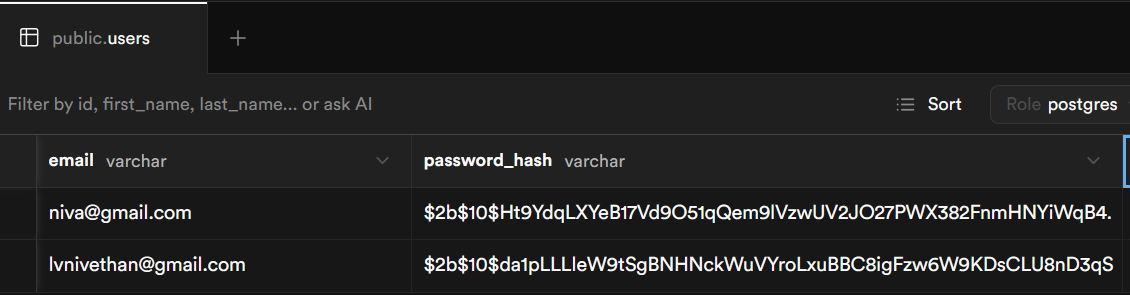 public.users
Filter by id, first_name, last_name... or ask AI
Sort
Role postgres
email varchar
password_hash varchar
niva@gmail.com
$2b$10$Ht9YdqLXYeB17Vd9O51qQem9lVzwUV2JO27PWX382FnmHNYiWqB4.
lvnivethan@gmail.com
$2b$10$da1pLLLleW9tSgBNHNckWuVYroLxuBBC8igFzw6W9KDsCLU8nD3qS